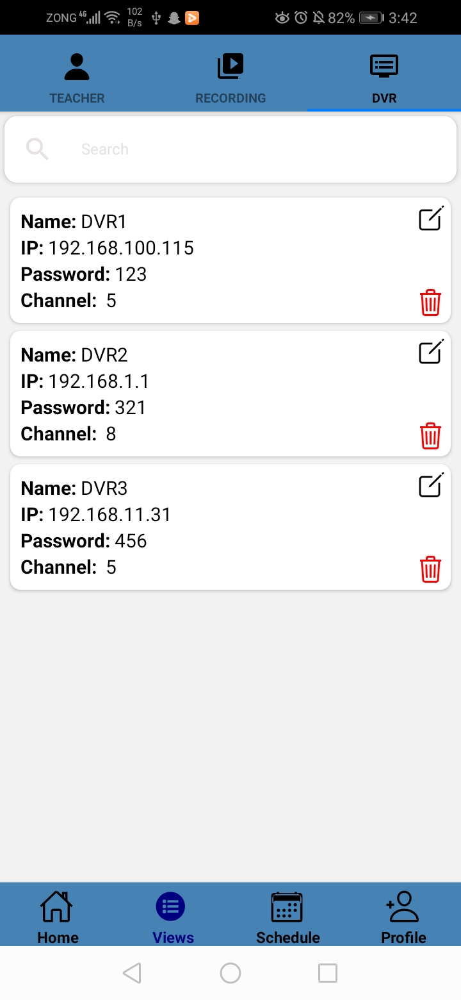 ZONG 4G 102 B/s 82% 3:42
TEACHER RECORDING DVR
Search
Name: DVR1
IP: 192.168.100.115
Password: 123
Channel: 5
Name: DVR2
IP: 192.168.1.1
Password: 321
Channel: 8
Name: DVR3
IP: 192.168.11.31
Password: 456
Channel: 5
Home Views Schedule Profile